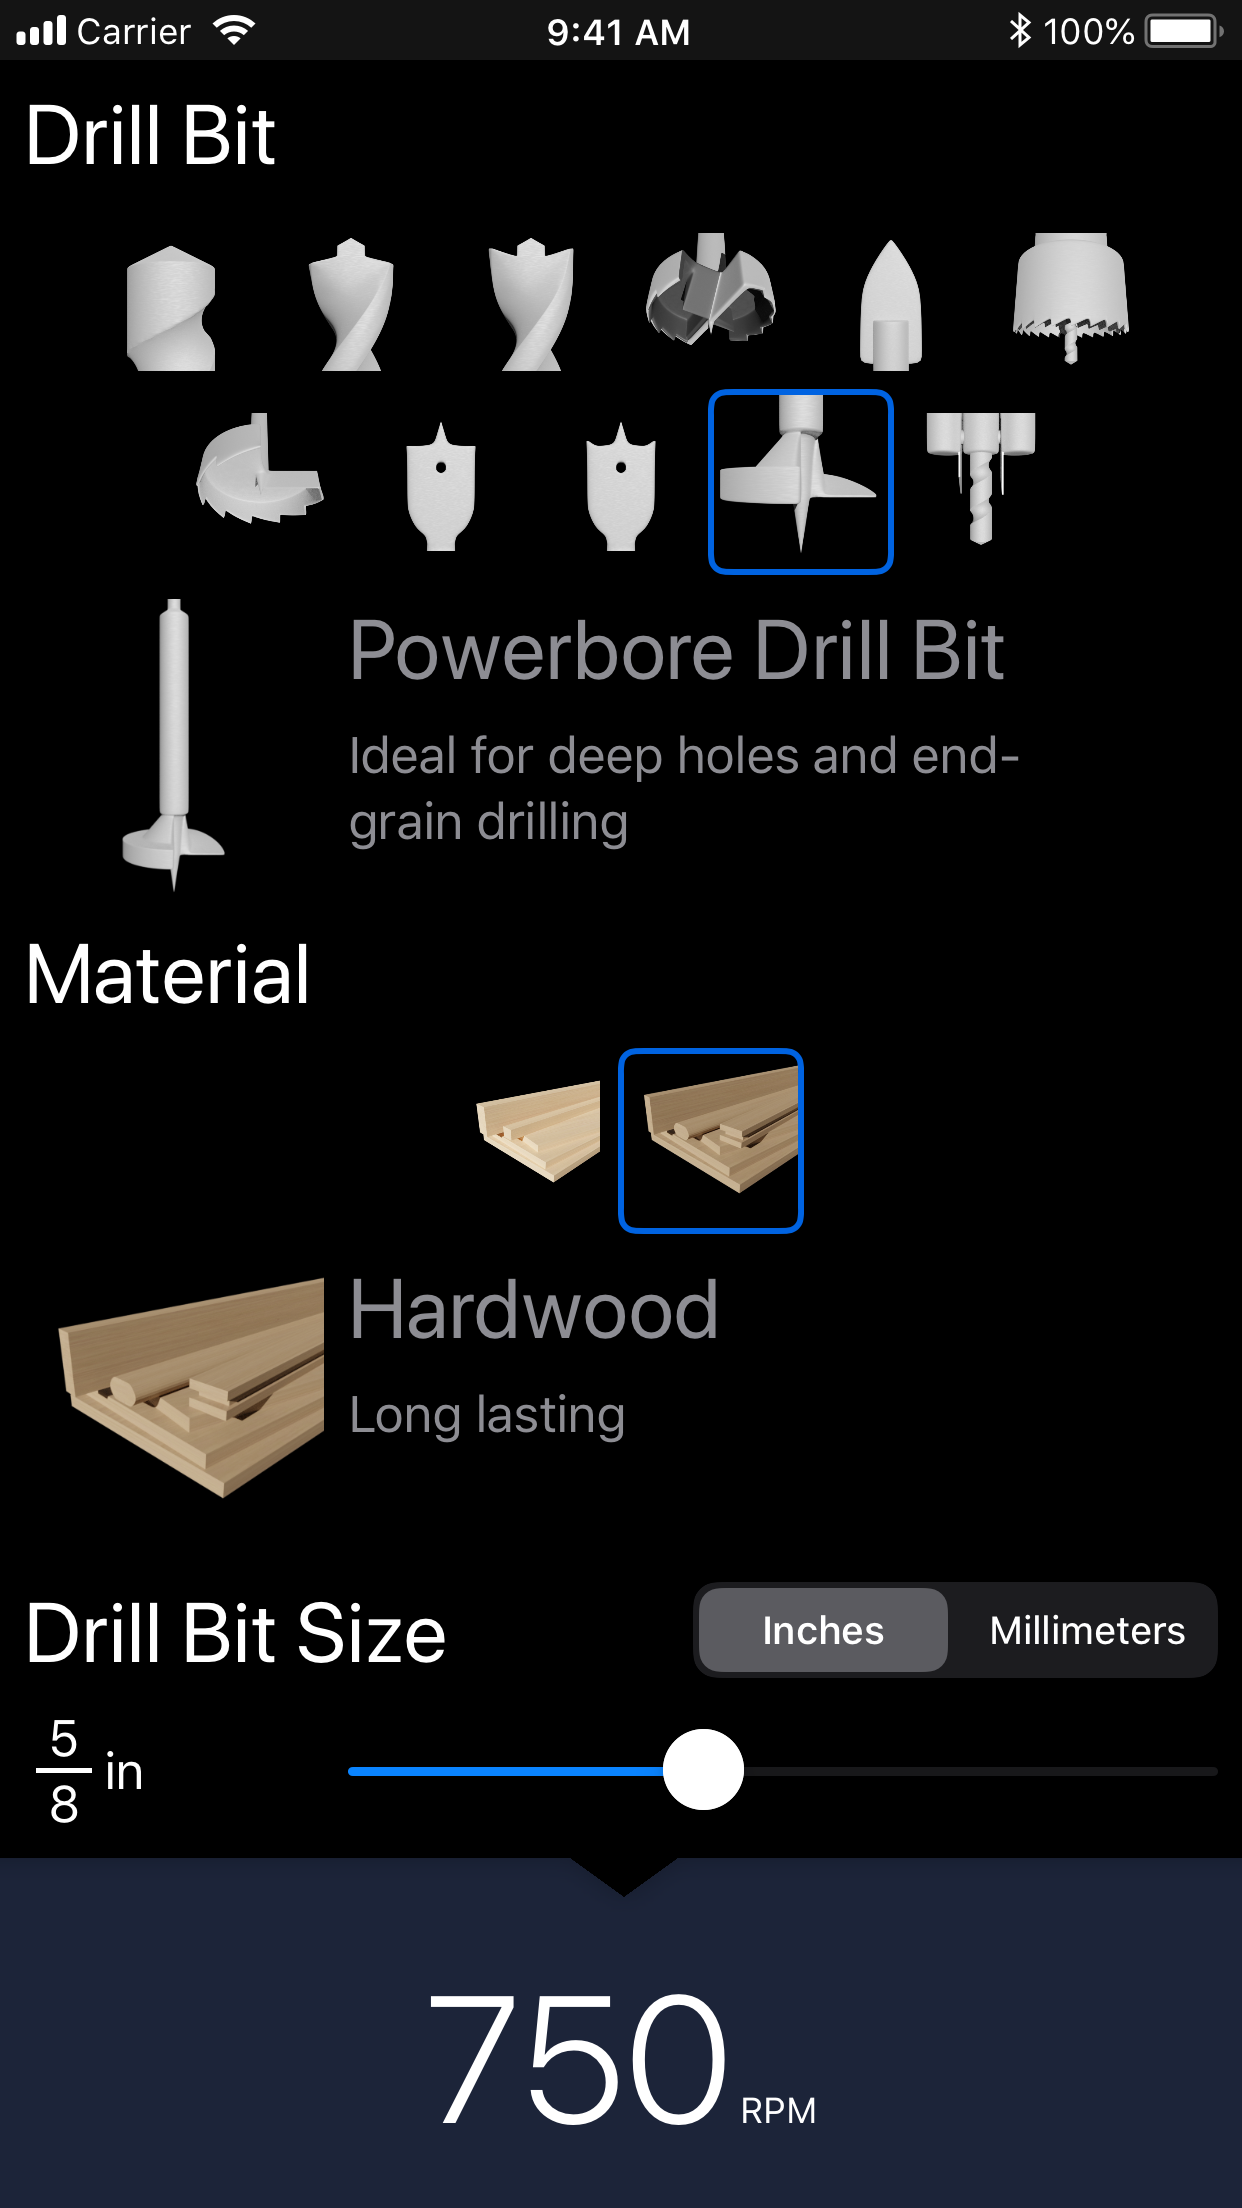 Carrier 9:41 AM 100%
Drill Bit
Powerbore Drill Bit
Ideal for deep holes and end-
grain drilling
Material
Hardwood
Long lasting
Drill Bit Size Inches Millimeters
5
8
in
750 RPM